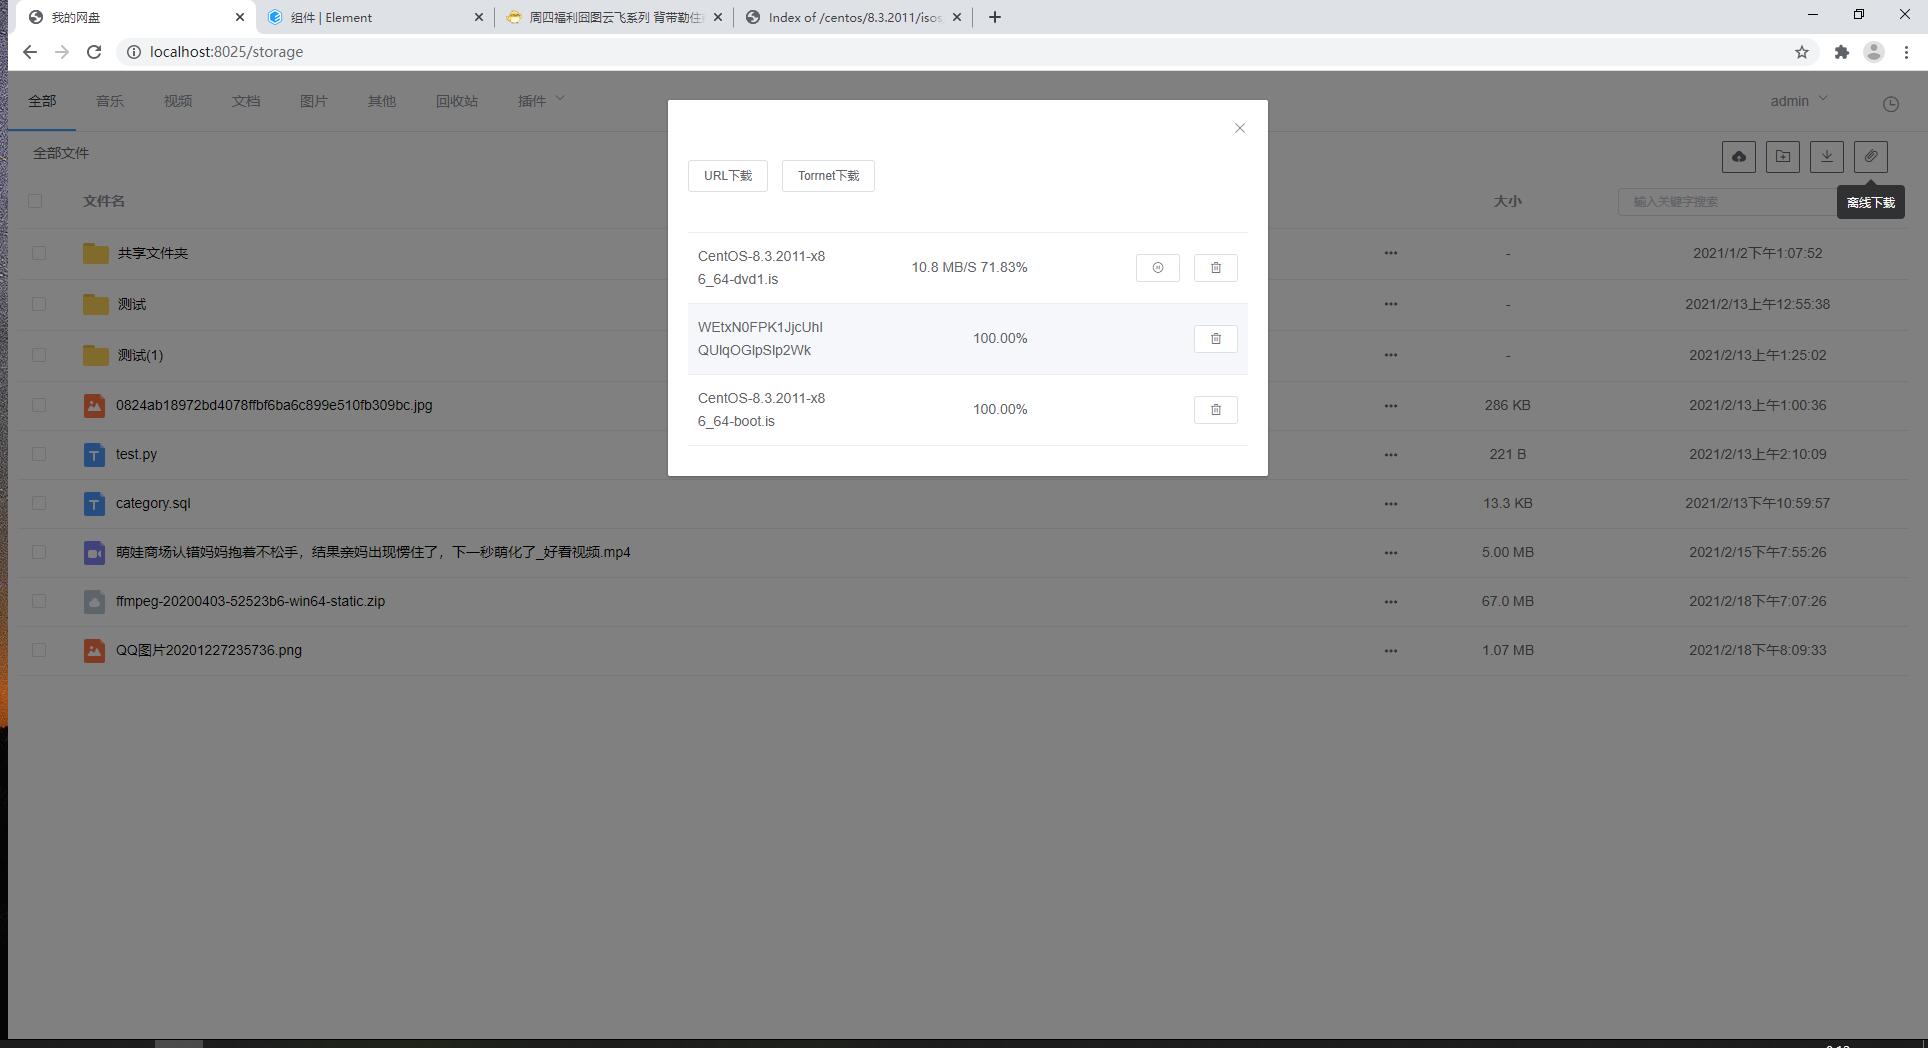 我的网盘
组件 | Element
周四福利囧图云飞系列 背带勒住
Index of /centos/8.3.2011/isos
localhost:8025/storage
全部 音乐 视频 文档 图片 其他 回收站 插件 admin
全部文件
文件名 大小 输入关键字搜索
离线下载
共享文件夹 - 2021/1/2下午1:07:52
测试 - 2021/2/13上午12:55:38
测试(1) - 2021/2/13上午1:25:02
0824ab18972bd4078ffbf6ba6c899e510fb309bc.jpg 286 KB 2021/2/13上午1:00:36
test.py 221 B 2021/2/13上午2:10:09
category.sql 13.3 KB 2021/2/13下午10:59:57
萌娃商场认错妈妈抱着不松手，结果亲妈出现愣住了，下一秒萌化了_好看视频.mp4 5.00 MB 2021/2/15下午7:55:26
ffmpeg-20200403-52523b6-win64-static.zip 67.0 MB 2021/2/18下午7:07:26
QQ图片20201227235736.png 1.07 MB 2021/2/18下午8:09:33
URL下载 Torrnet下载
CentOS-8.3.2011-x8
6_64-dvd1.is
10.8 MB/S 71.83%
WEtxN0FPK1JjcUhI
QUlqOGlpSlp2Wk
100.00%
CentOS-8.3.2011-x8
6_64-boot.is
100.00%